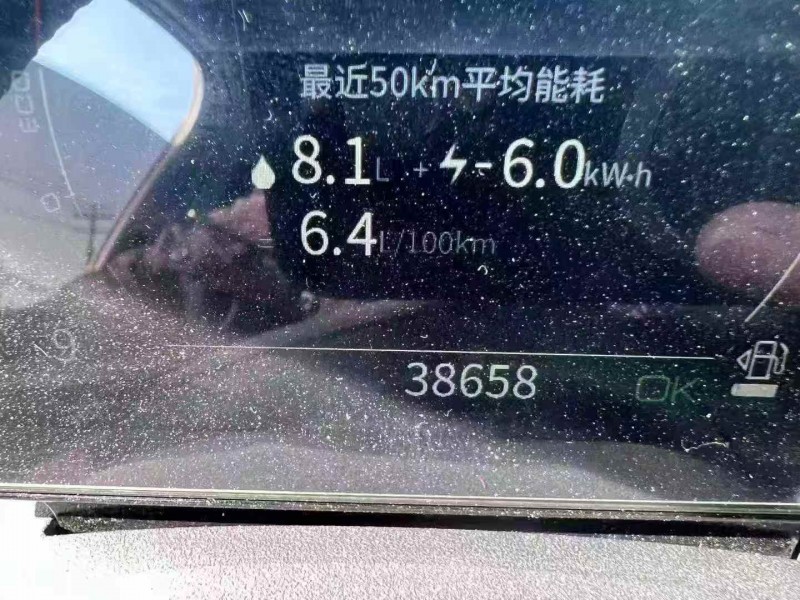 最近50km平均能耗
ECO
8.1L + -6.0kW·h
= 6.4L/100km
38658 OK